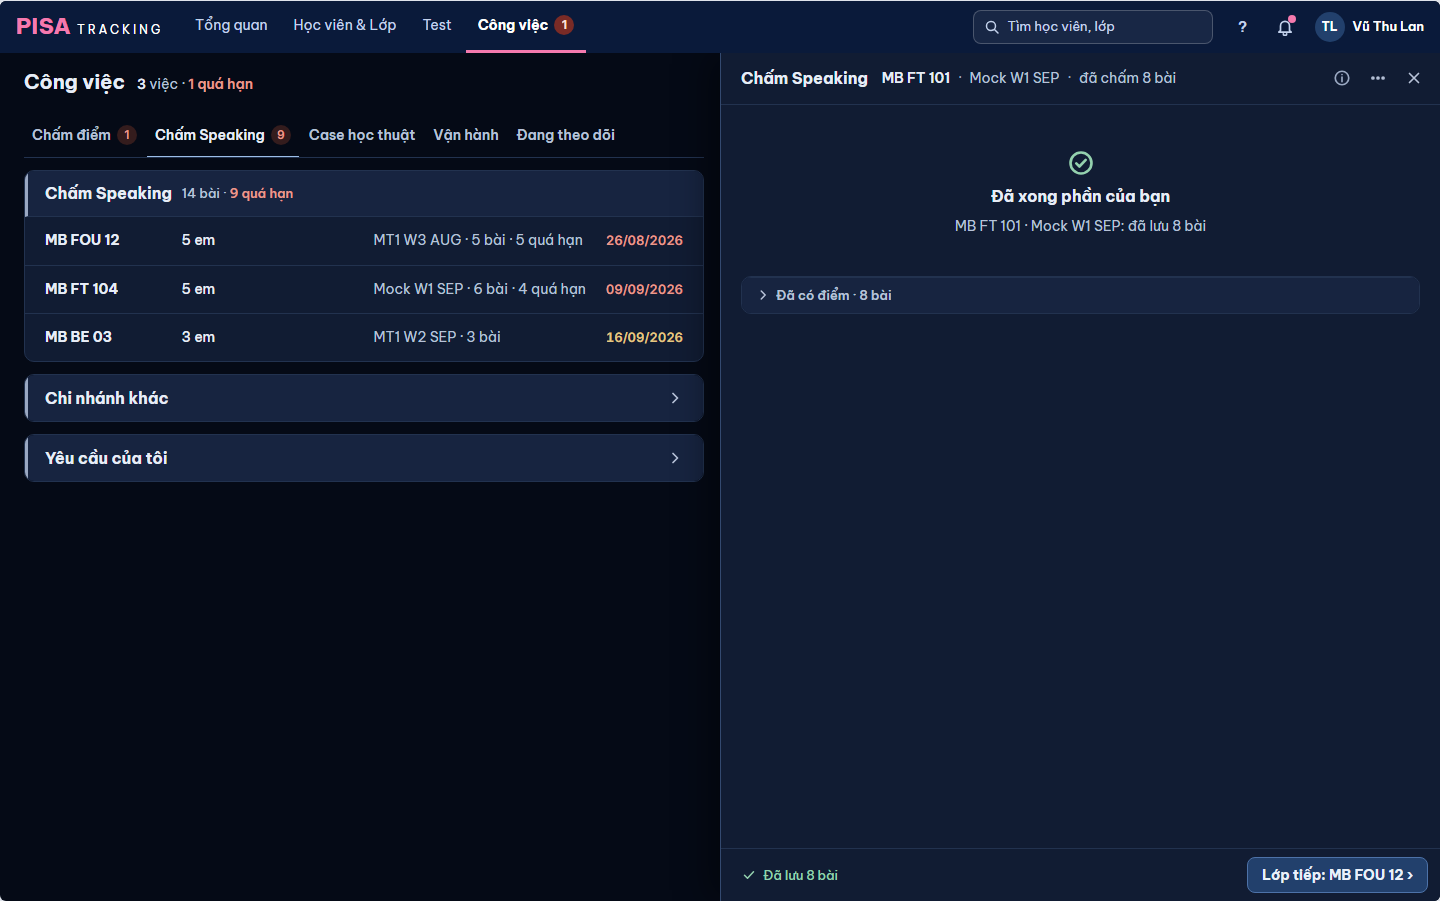 PISA TRACKING
Tổng quan
Học viên & Lớp
Test
Công việc 1
Tìm học viên, lớp
?
TL
Vũ Thu Lan
Công việc 3 việc · 1 quá hạn
Chấm điểm 1
Chấm Speaking 9
Case học thuật
Vận hành
Đang theo dõi
Chấm Speaking 14 bài · 9 quá hạn
MB FOU 12 5 em MT1 W3 AUG · 5 bài · 5 quá hạn 26/08/2026
MB FT 104 5 em Mock W1 SEP · 6 bài · 4 quá hạn 09/09/2026
MB BE 03 3 em MT1 W2 SEP · 3 bài 16/09/2026
Chi nhánh khác
Yêu cầu của tôi
Chấm Speaking MB FT 101 · Mock W1 SEP · đã chấm 8 bài
Đã xong phần của bạn
MB FT 101 · Mock W1 SEP: đã lưu 8 bài
Đã có điểm · 8 bài
Đã lưu 8 bài
Lớp tiếp: MB FOU 12 ›